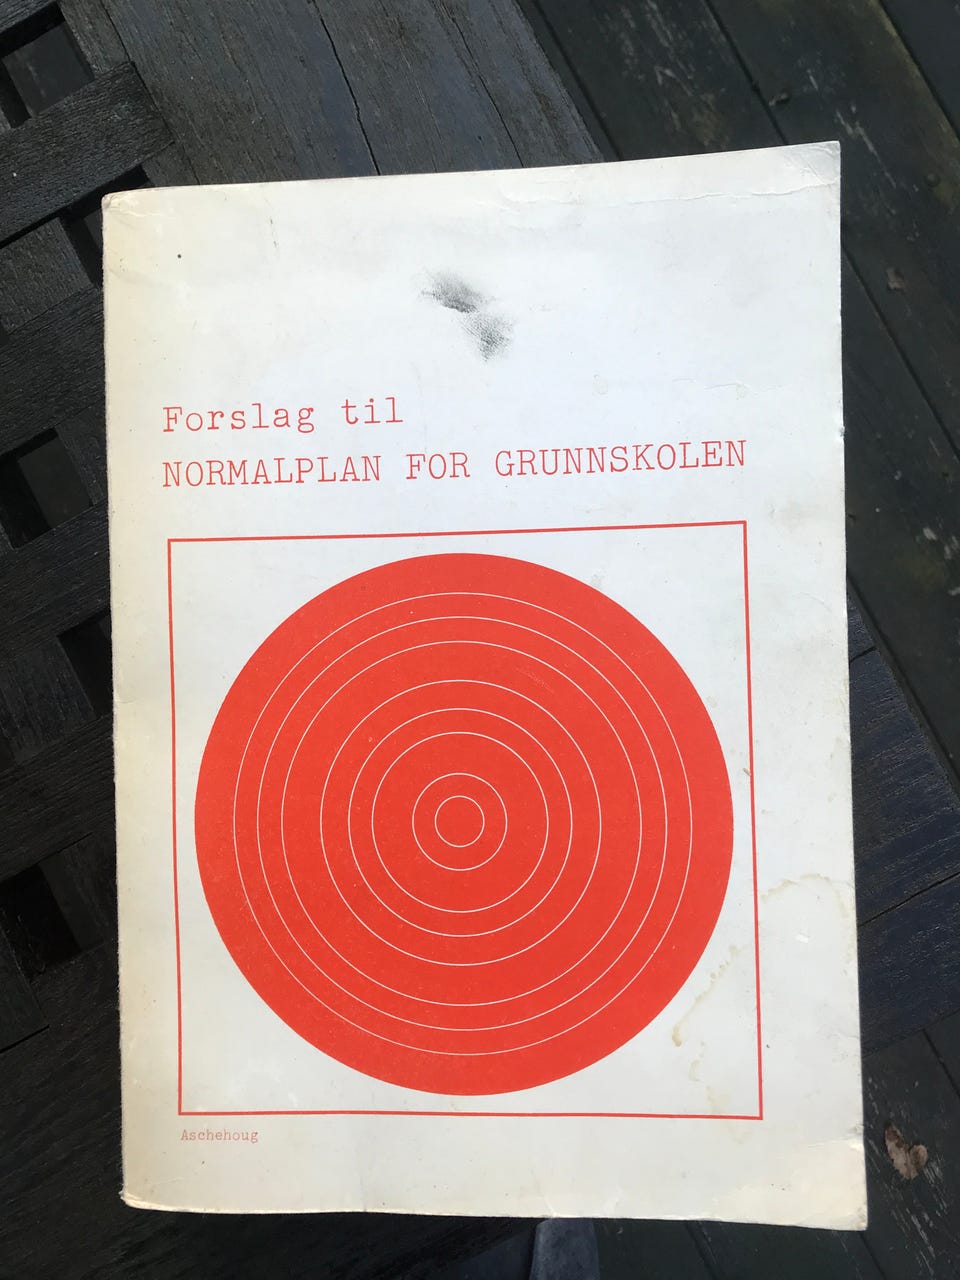 Forslag til
NORMALPLAN FOR GRUNNSKOLEN
Aschehoug